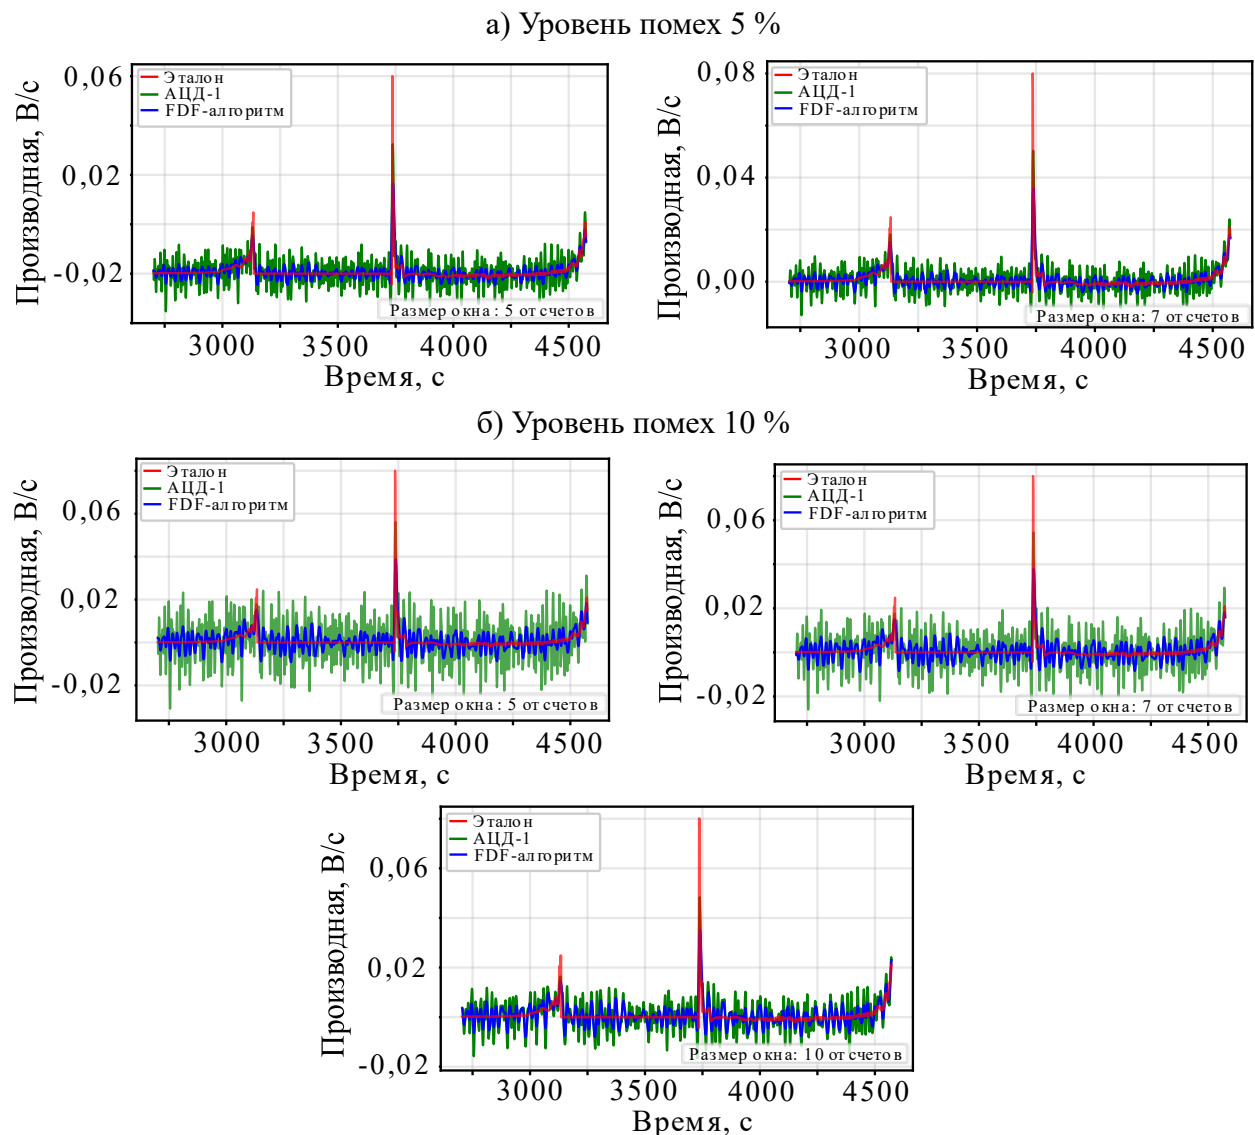 а) Уровень помех 5 %
Производная, В/с
0,06
0,02
-0,02
Эталон
АЦД-1
FDF-алгоритм
Размер окна: 5 отсчетов
3000 3500 4000 4500
Время, с
Производная, В/с
0,08
0,04
0,00
Эталон
АЦД-1
FDF-алгоритм
Размер окна: 7 отсчетов
3000 3500 4000 4500
Время, с
б) Уровень помех 10 %
Производная, В/с
0,06
0,02
-0,02
Эталон
АЦД-1
FDF-алгоритм
Размер окна: 5 отсчетов
3000 3500 4000 4500
Время, с
Производная, В/с
0,06
0,02
-0,02
Эталон
АЦД-1
FDF-алгоритм
Размер окна: 7 отсчетов
3000 3500 4000 4500
Время, с
Производная, В/с
0,06
0,02
-0,02
Эталон
АЦД-1
FDF-алгоритм
Размер окна: 10 отсчетов
3000 3500 4000 4500
Время, с